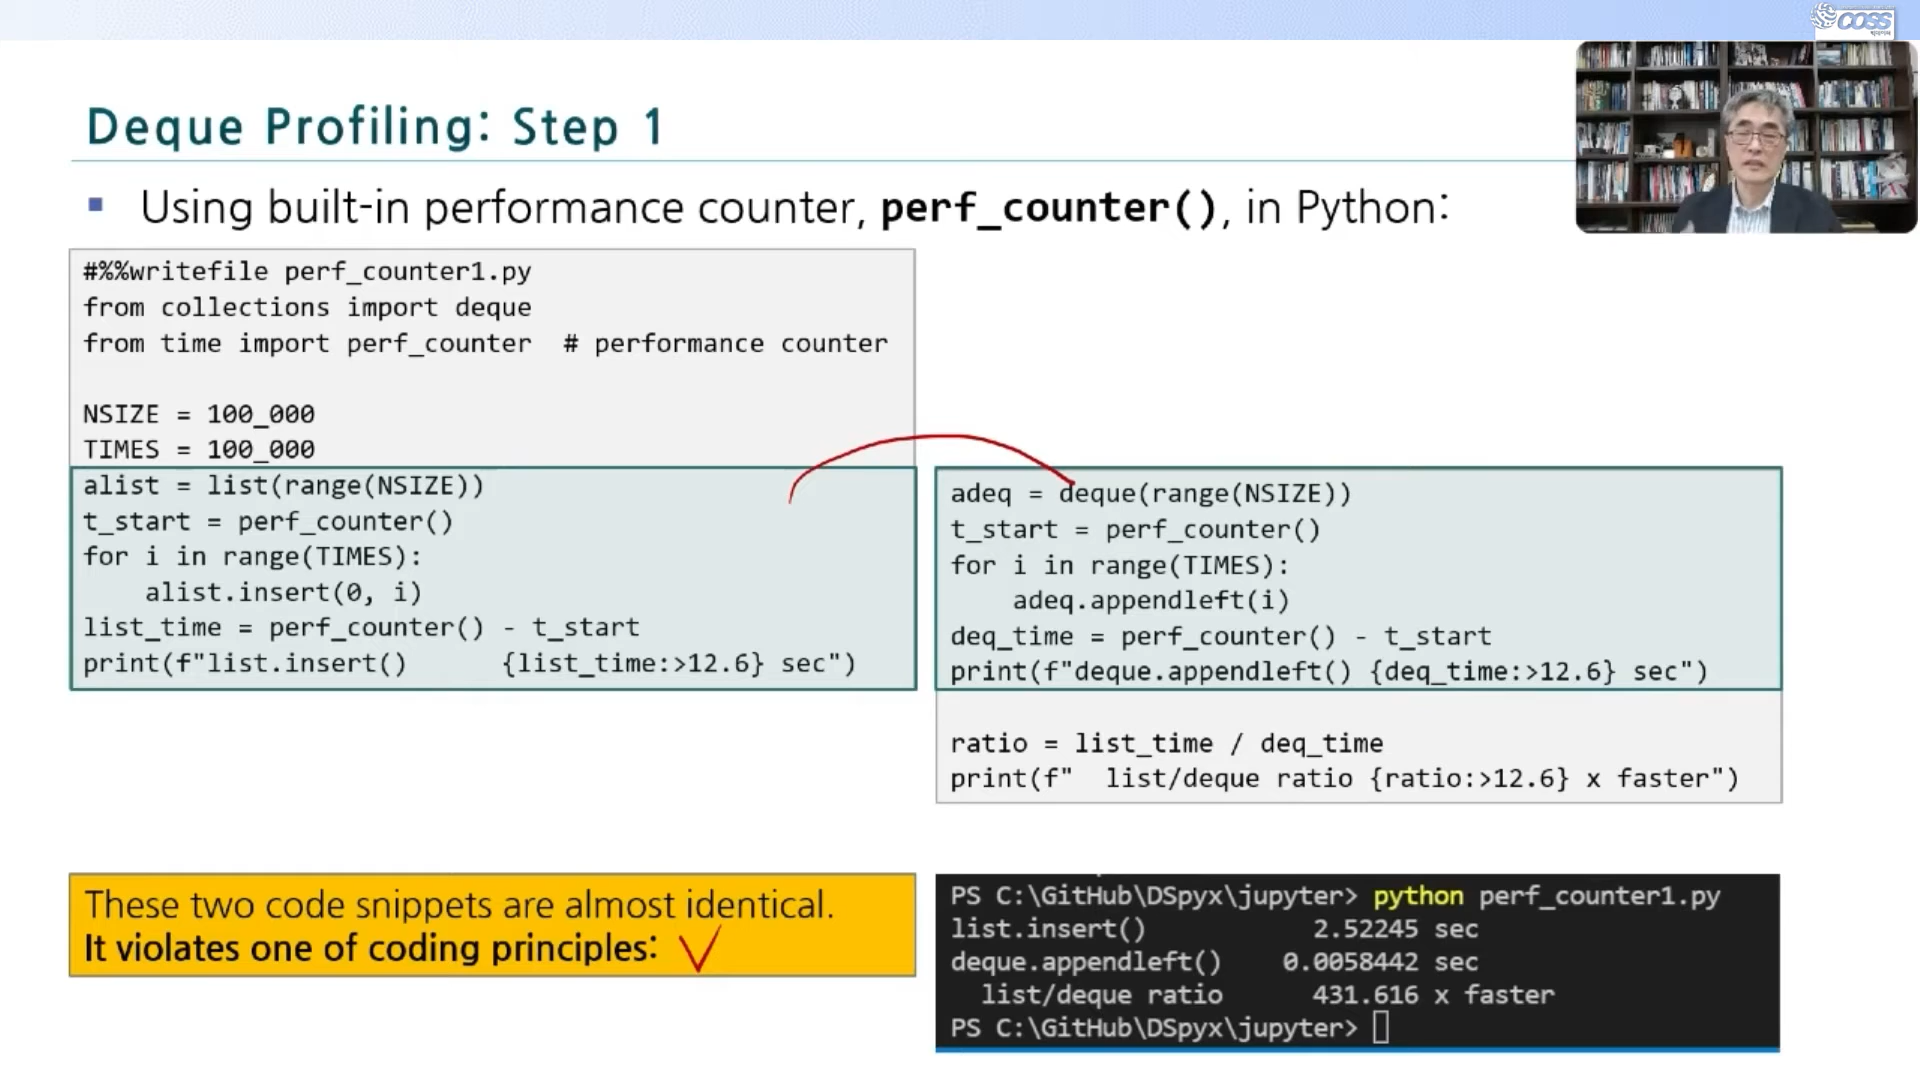 COSS
Deque Profiling: Step 1
▪ Using built-in performance counter, perf_counter(), in Python:
#%%writefile perf_counter1.py
from collections import deque
from time import perf_counter  # performance counter
NSIZE = 100_000
TIMES = 100_000
alist = list(range(NSIZE))
t_start = perf_counter()
for i in range(TIMES):
    alist.insert(0, i)
list_time = perf_counter() - t_start
print(f"list.insert()      {list_time:>12.6} sec")
adeq = deque(range(NSIZE))
t_start = perf_counter()
for i in range(TIMES):
    adeq.appendleft(i)
deq_time = perf_counter() - t_start
print(f"deque.appendleft() {deq_time:>12.6} sec")
ratio = list_time / deq_time
print(f"  list/deque ratio {ratio:>12.6} x faster")
These two code snippets are almost identical.
It violates one of coding principles:
PS C:\GitHub\DSpyx\jupyter> python perf_counter1.py
list.insert()           2.52245 sec
deque.appendleft()    0.0058442 sec
  list/deque ratio      431.616 x faster
PS C:\GitHub\DSpyx\jupyter>